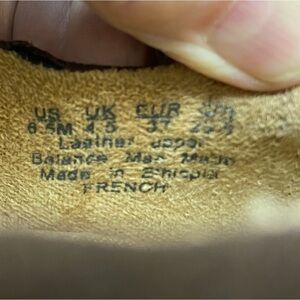 US UK EUR
6.5M 4.5 37
Leather upper
Balance Man Made
Made in Ethiopia
FRENCH